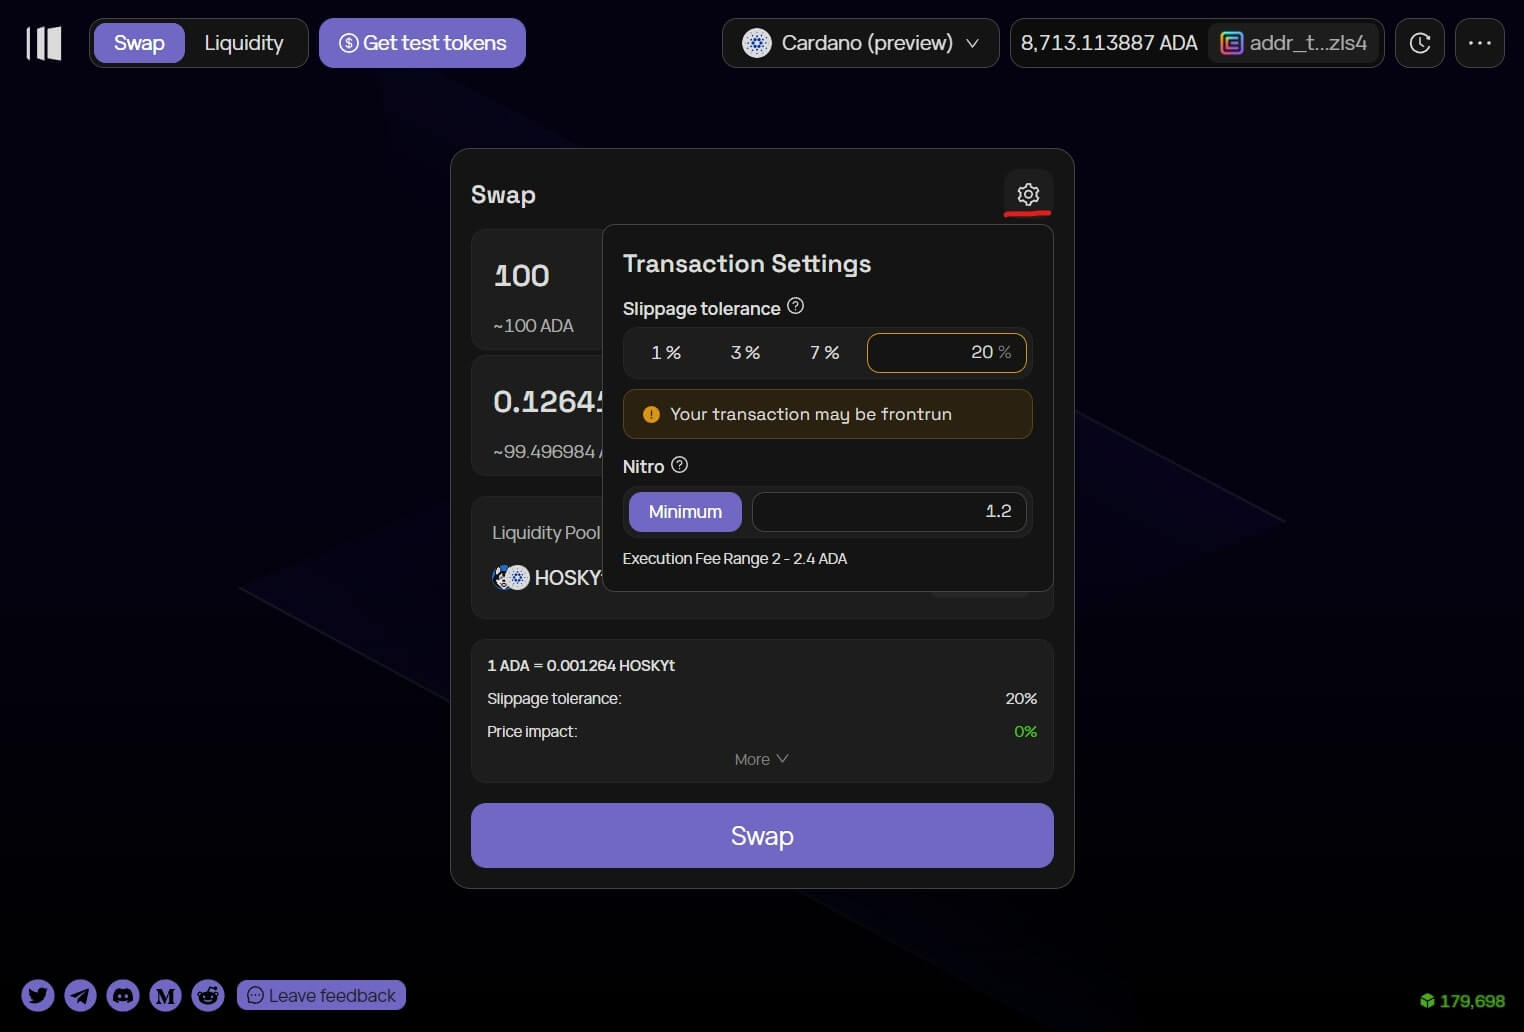 Swap
Liquidity
Get test tokens
Cardano (preview)
8,713.113887 ADA
addr_t...zls4
Swap
100
~100 ADA
0.1264
~99.496984
Transaction Settings
Slippage tolerance
1 %
3 %
7 %
20 %
Your transaction may be frontrun
Nitro
Minimum
1.2
Execution Fee Range 2 - 2.4 ADA
Liquidity Pool
HOSKY
1 ADA = 0.001264 HOSKYt
Slippage tolerance:
20%
Price impact:
0%
More
Swap
Leave feedback
179,698